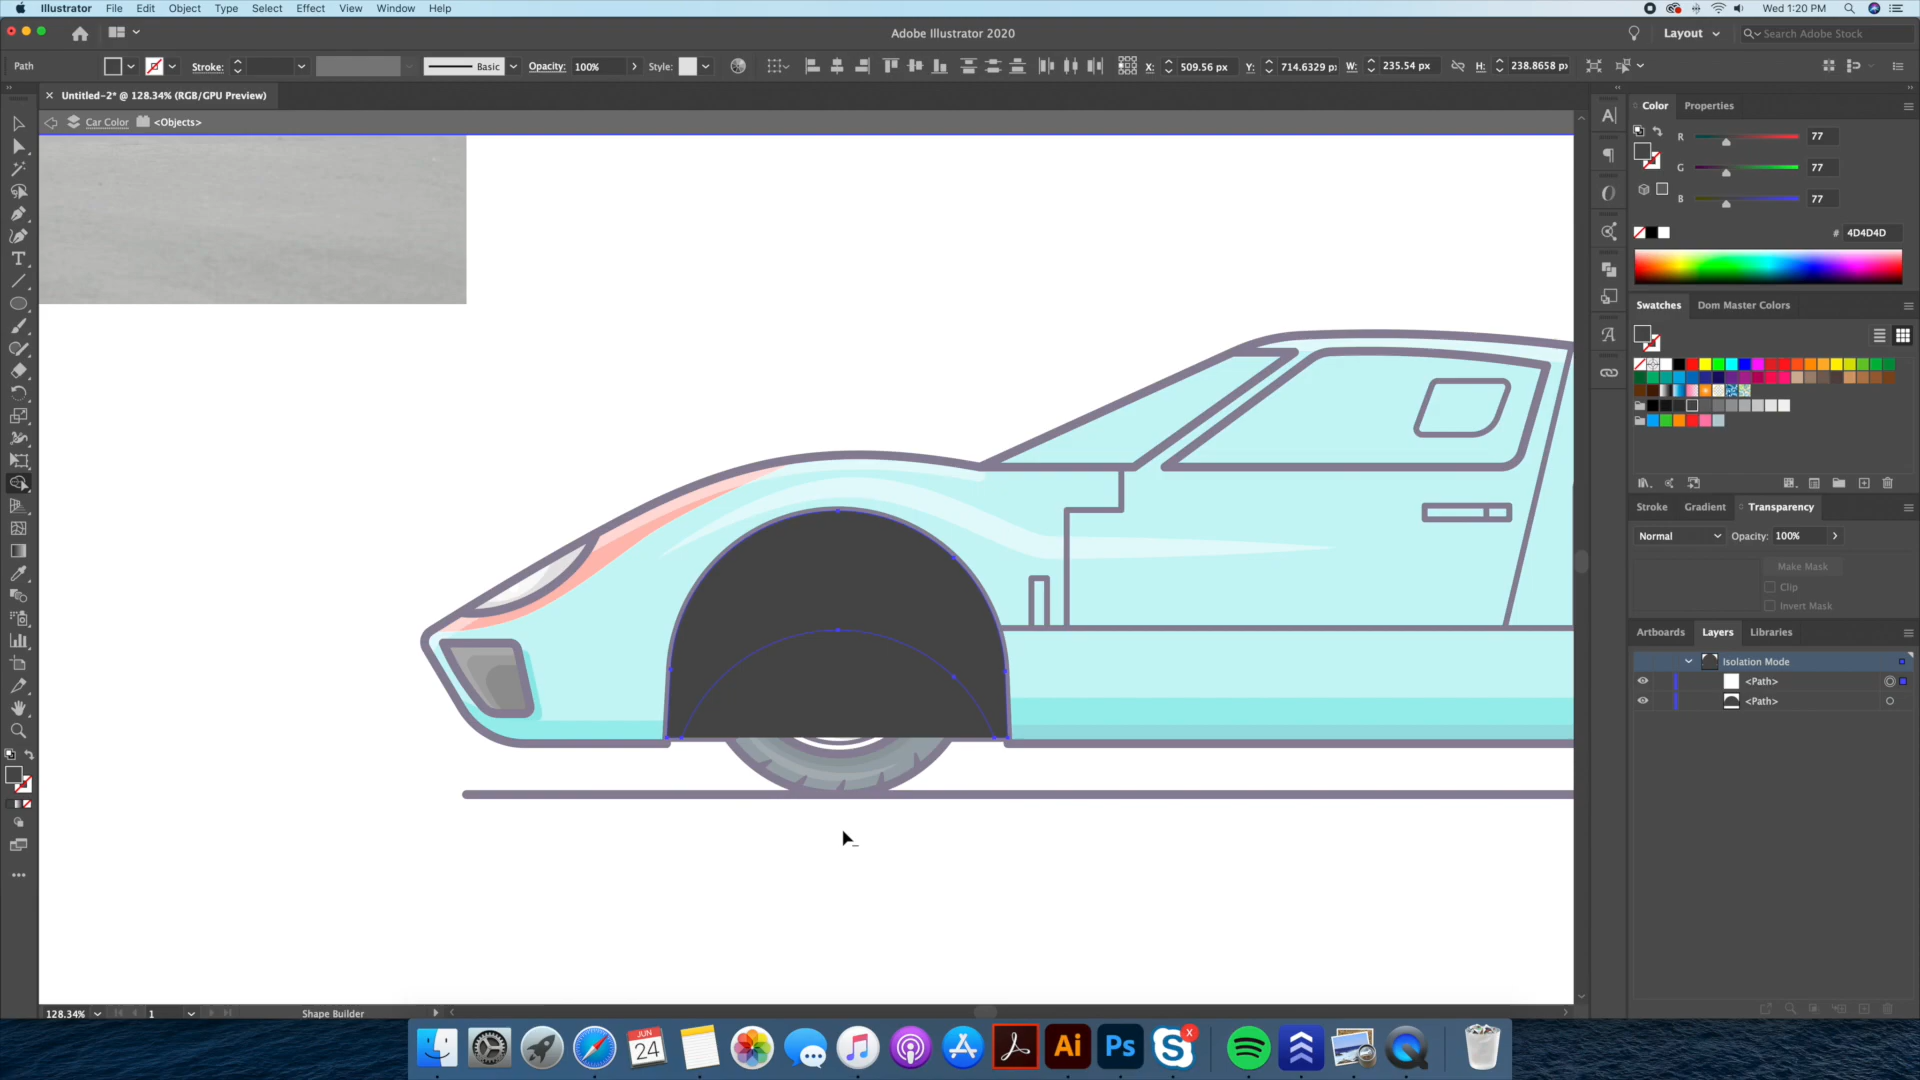 Illustrator File Edit Object Type Select Effect View Window Help
Wed 1:20 PM
Adobe Illustrator 2020
Layout
Search Adobe Stock
Path
Stroke:
Basic
Opacity: 100%
Style:
X: 509.56 px
Y: 714.6329 px
W: 235.54 px
H: 238.8658 px
Untitled-2* @ 128.34% (RGB/GPU Preview)
Car Color <Objects>
Color Properties
R 77
G 77
B 77
# 4D4D4D
Swatches Dom Master Colors
Stroke Gradient Transparency
Normal Opacity: 100%
Make Mask
Clip
Invert Mask
Artboards Layers Libraries
Isolation Mode
<Path>
<Path>
128.34% 1 Shape Builder
JUN
24
Ai
Ps
S
x